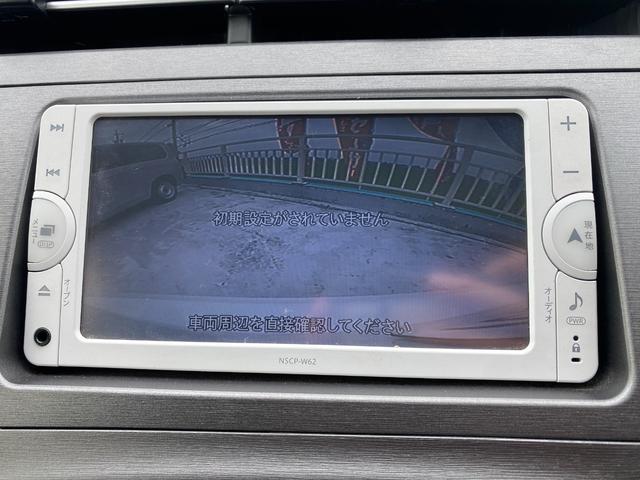 初期設定がされていません
車両周辺を直接確認してください
メニュー
DISP
オープン
現在地
オーディオ
PWR
NSCP-W62